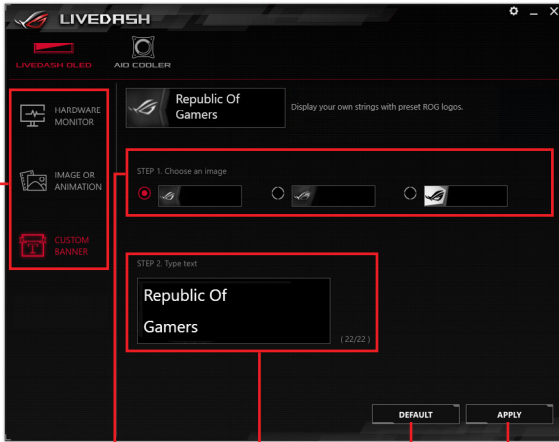 LIVEDASH
LIVEDASH OLED
AIO COOLER
HARDWARE
MONITOR
IMAGE OR
ANIMATION
CUSTOM
BANNER
Republic Of
Gamers
Display your own strings with preset ROG logos.
STEP 1. Choose an image
STEP 2. Type text
Republic Of
Gamers
( 22/22 )
DEFAULT
APPLY